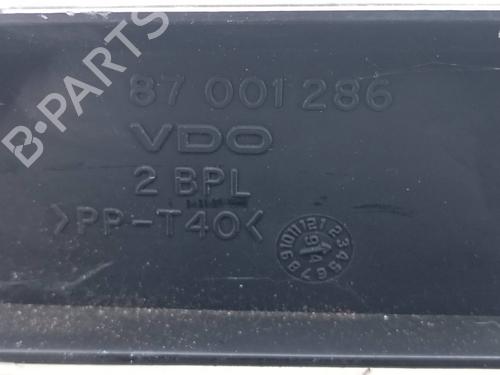 B-PARTS
87 001 286
VDO
2 BPL
>PP-T40<